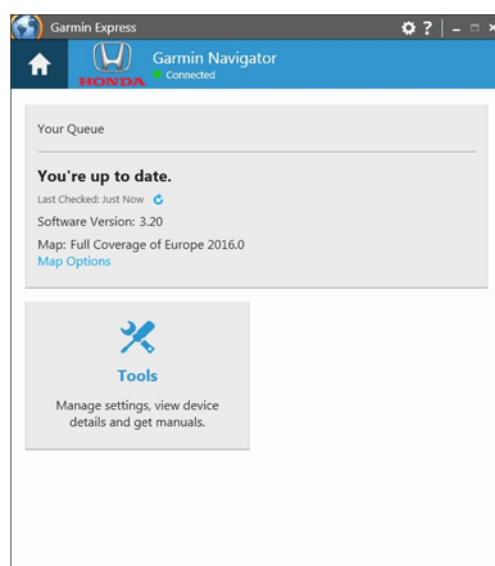 Garmin Express
?
Garmin Navigator
HONDA
Connected
Your Queue
You're up to date.
Last Checked: Just Now
Software Version: 3.20
Map: Full Coverage of Europe 2016.0
Map Options
Tools
Manage settings, view device
details and get manuals.